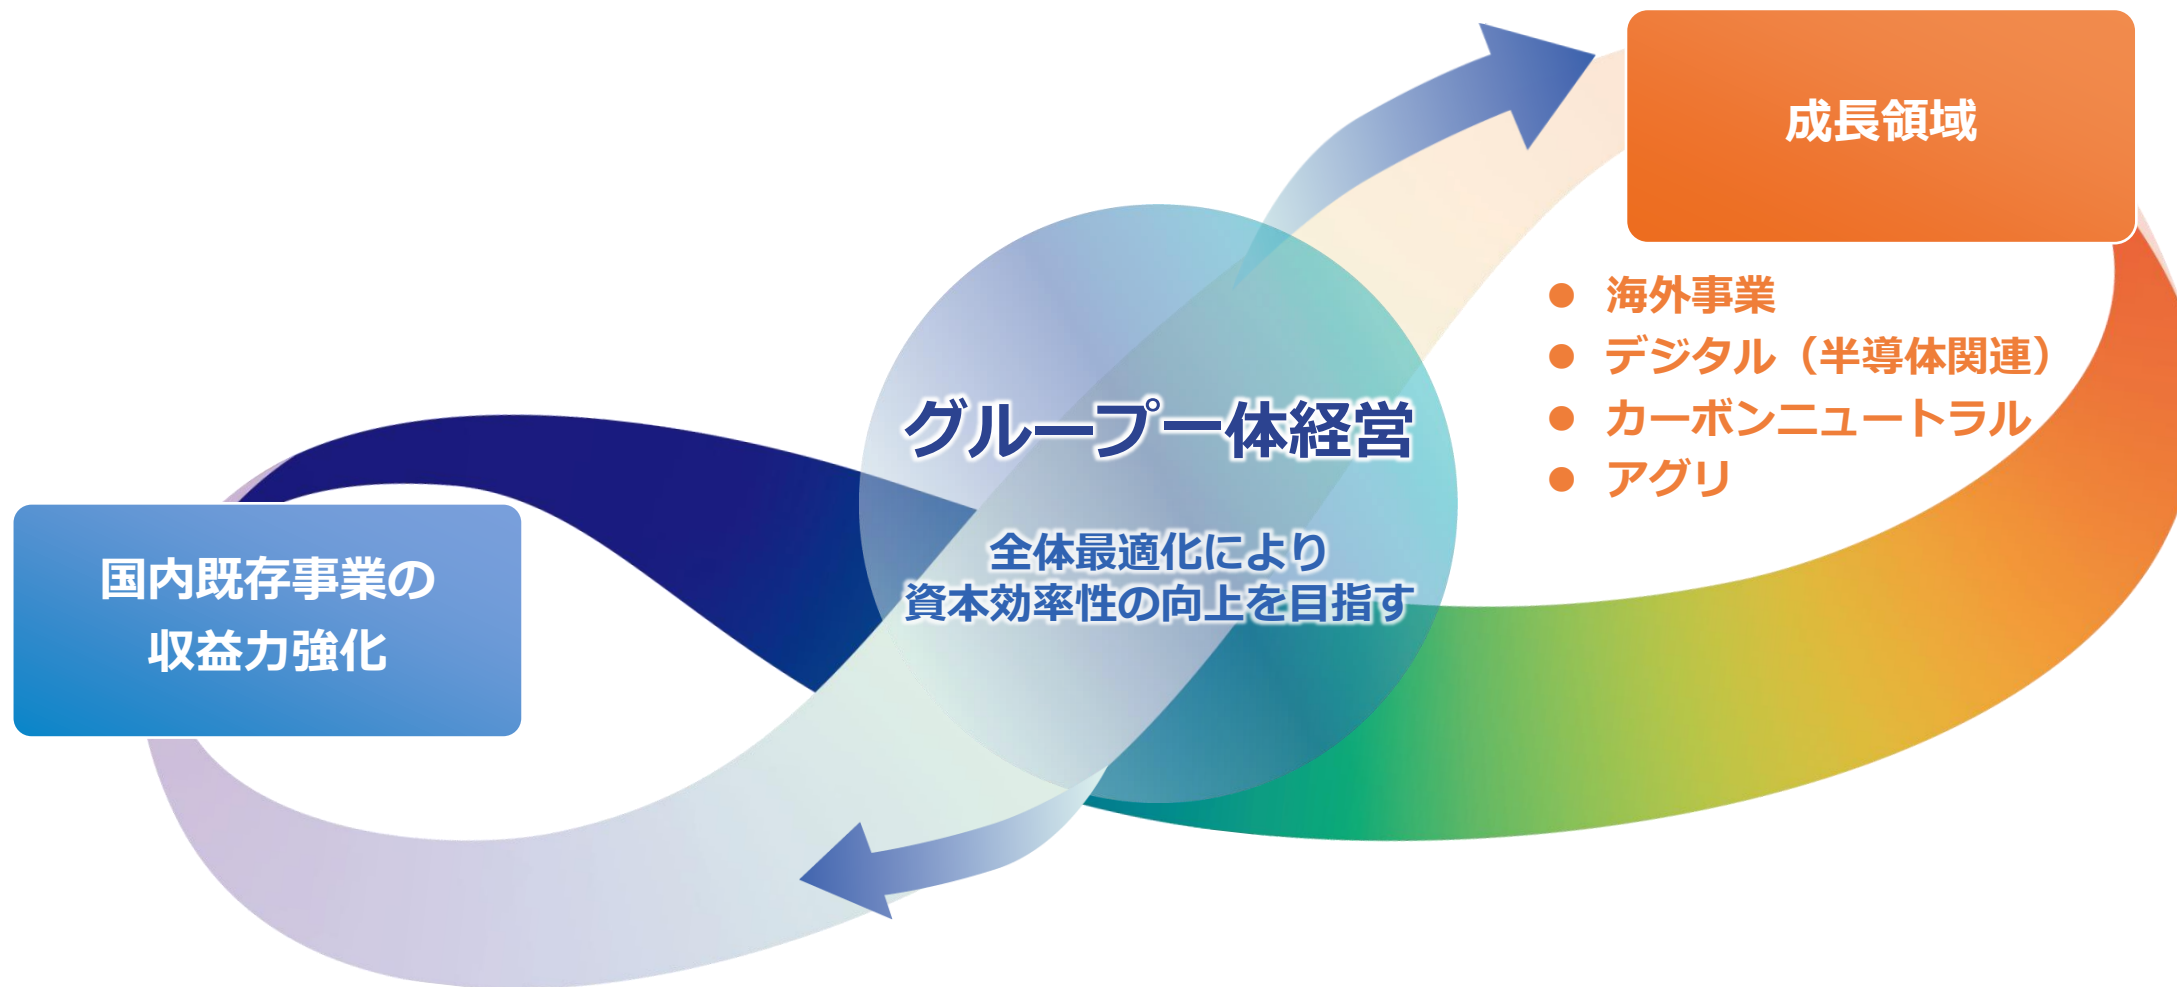 成長領域
● 海外事業
● デジタル（半導体関連）
● カーボンニュートラル
● アグリ
グループ一体経営
全体最適化により
資本効率性の向上を目指す
国内既存事業の
収益力強化